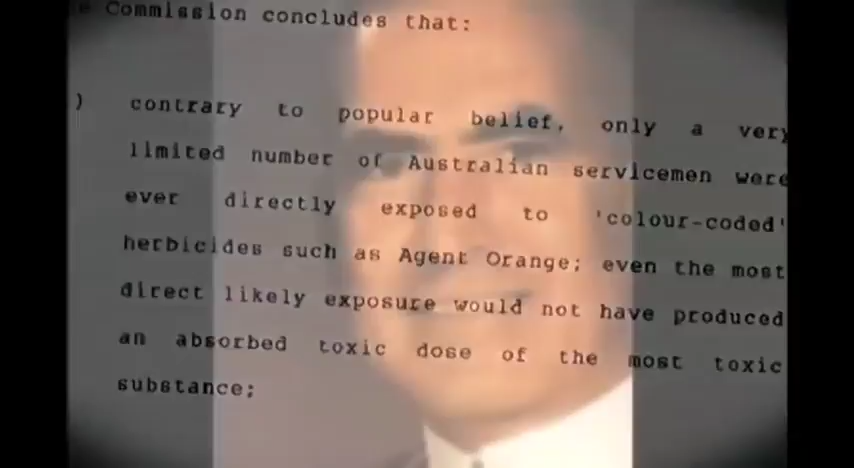 Commission concludes that:
) contrary to popular belief, only a very
limited number of Australian servicemen were
ever directly exposed to 'colour-coded'
herbicides such as Agent Orange; even the most
direct likely exposure would not have produced
an absorbed toxic dose of the most toxic
substance;